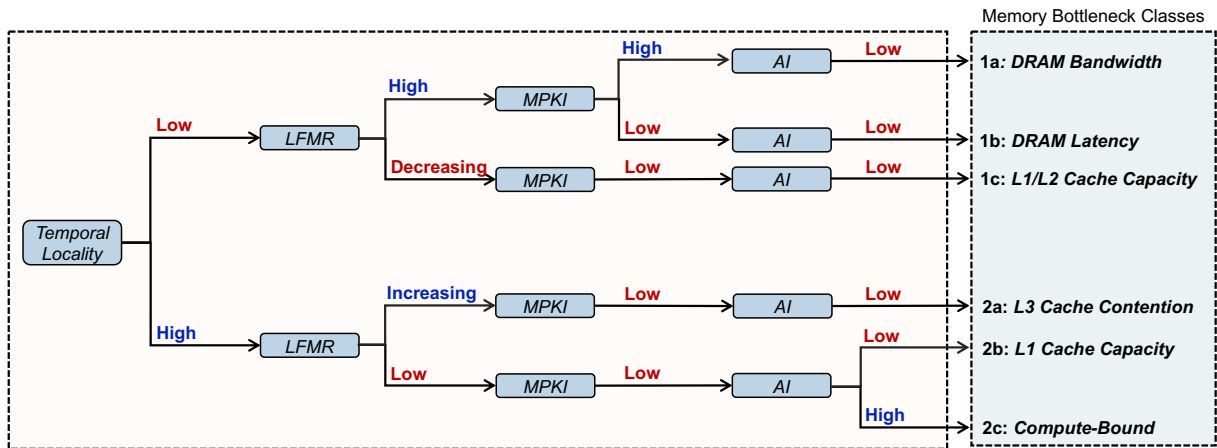 Memory Bottleneck Classes
High
AI
Low
1a: DRAM Bandwidth
High
MPKI
Low
LFMR
Low
AI
Low
1b: DRAM Latency
Decreasing
MPKI
Low
AI
Low
1c: L1/L2 Cache Capacity
Temporal
Locality
Increasing
MPKI
Low
AI
Low
2a: L3 Cache Contention
High
LFMR
Low
2b: L1 Cache Capacity
Low
MPKI
Low
AI
High
2c: Compute-Bound